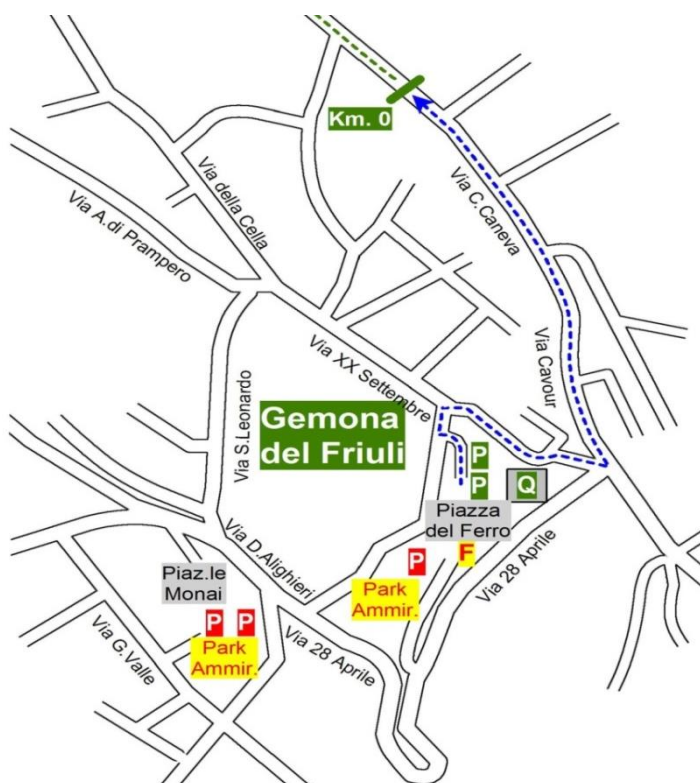 Km. 0
Via C.Caneva
Via della Cella
Via A.di Prampero
Via XX Settembre
Via Cavour
Via S.Leonardo
Gemona
del Friuli
P
P
Q
Piazza
del Ferro
F
P
Park
Ammir.
Via 28 Aprile
Via D.Alighieri
Piaz.le
Monai
P P
Park
Ammir.
Via G.Valle
Via 28 Aprile